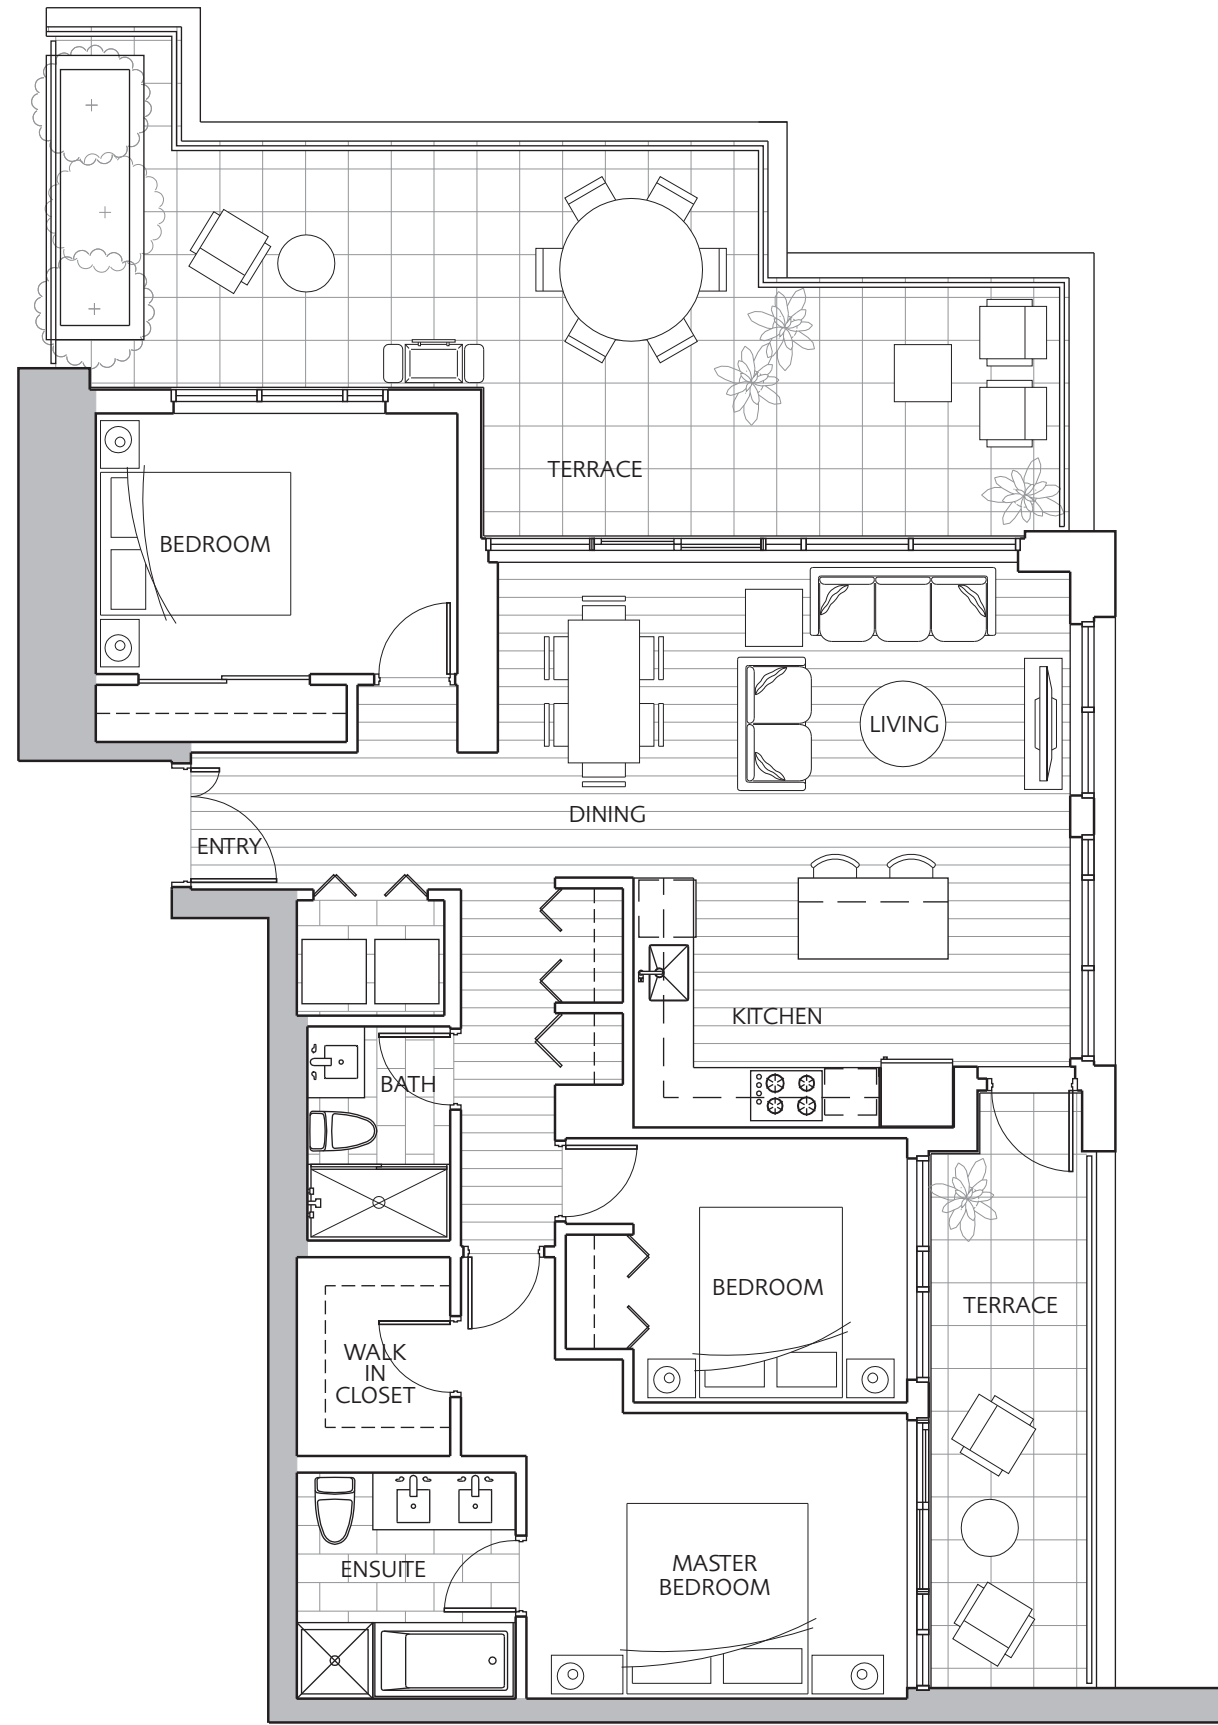 TERRACE
BEDROOM
LIVING
DINING
ENTRY
KITCHEN
BATH
BEDROOM
TERRACE
WALK
IN
CLOSET
ENSUITE
MASTER
BEDROOM